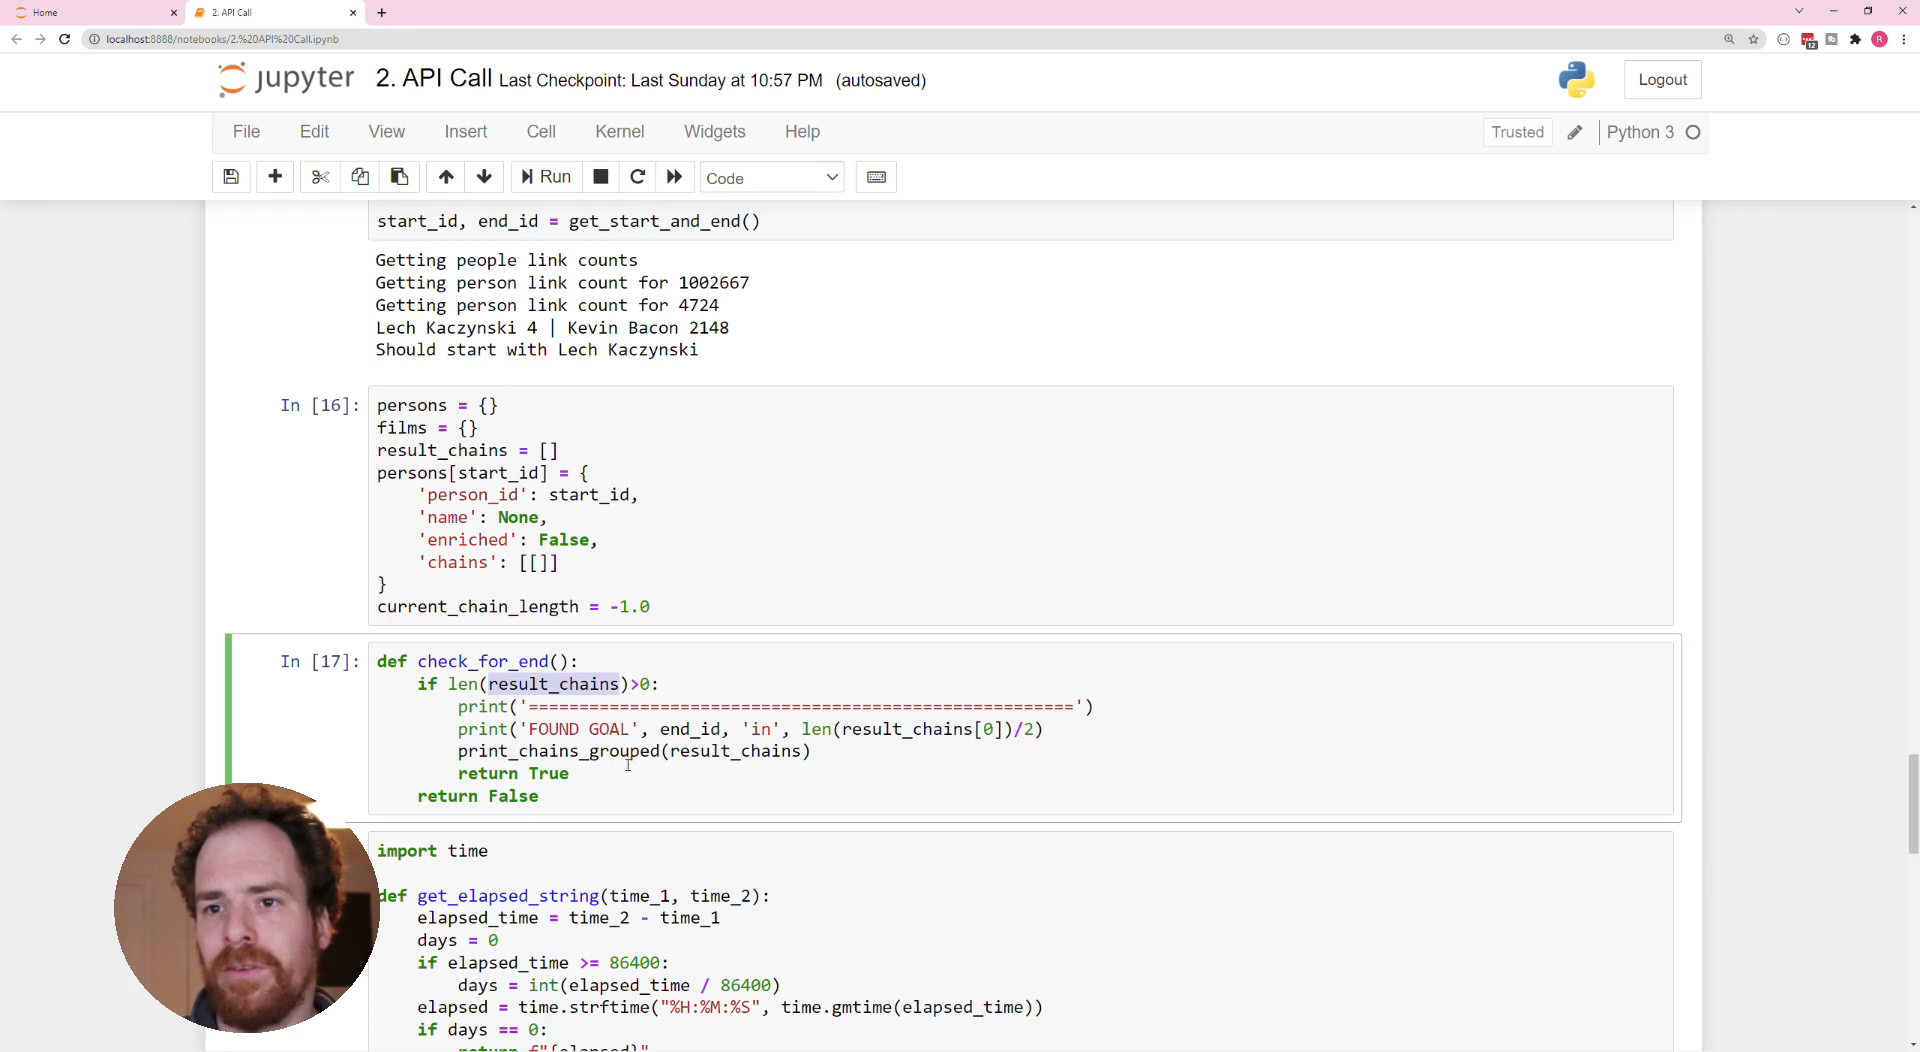 Home
2. API Call
localhost:8888/notebooks/2.%20API%20Call.ipynb
R
12
jupyter 2. API Call Last Checkpoint: Last Sunday at 10:57 PM (autosaved)
Logout
File Edit View Insert Cell Kernel Widgets Help
Trusted Python 3
Run Code
start_id, end_id = get_start_and_end()
Getting people link counts
Getting person link count for 1002667
Getting person link count for 4724
Lech Kaczynski 4 | Kevin Bacon 2148
Should start with Lech Kaczynski
In [16]: persons = {}
films = {}
result_chains = []
persons[start_id] = {
'person_id': start_id,
'name': None,
'enriched': False,
'chains': [[]]
}
current_chain_length = -1.0
In [17]: def check_for_end():
if len(result_chains)>0:
print('======================================================')
print('FOUND GOAL', end_id, 'in', len(result_chains[0])/2)
print_chains_grouped(result_chains)
return True
return False
import time
def get_elapsed_string(time_1, time_2):
elapsed_time = time_2 - time_1
days = 0
if elapsed_time >= 86400:
days = int(elapsed_time / 86400)
elapsed = time.strftime("%H:%M:%S", time.gmtime(elapsed_time))
if days == 0:
return f"{elapsed}"